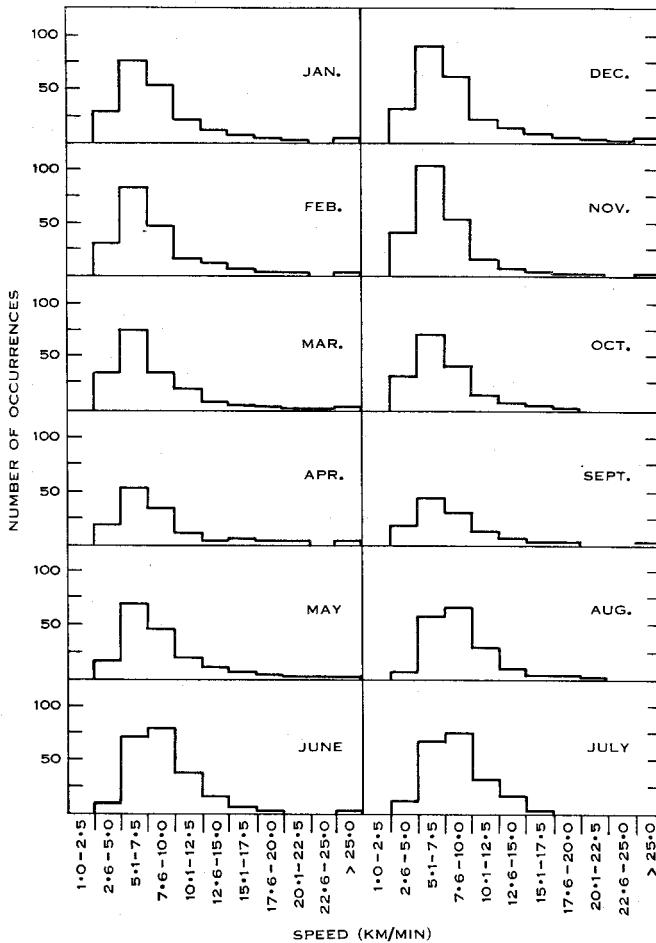 100
50
JAN.
DEC.
100
50
FEB.
NOV.
100
50
MAR.
OCT.
100
50
APR.
SEPT.
100
50
MAY
AUG.
100
50
JUNE
JULY
NUMBER OF OCCURRENCES
1·0–2·5
2·6–5·0
5·1–7·5
7·6–10·0
10·1–12·5
12·6–15·0
15·1–17·5
17·6–20·0
20·1–22·5
22·6–25·0
> 25·0
1·0–2·5
2·6–5·0
5·1–7·5
7·6–10·0
10·1–12·5
12·6–15·0
15·1–17·5
17·6–20·0
20·1–22·5
22·6–25·0
> 25·0
SPEED (KM/MIN)